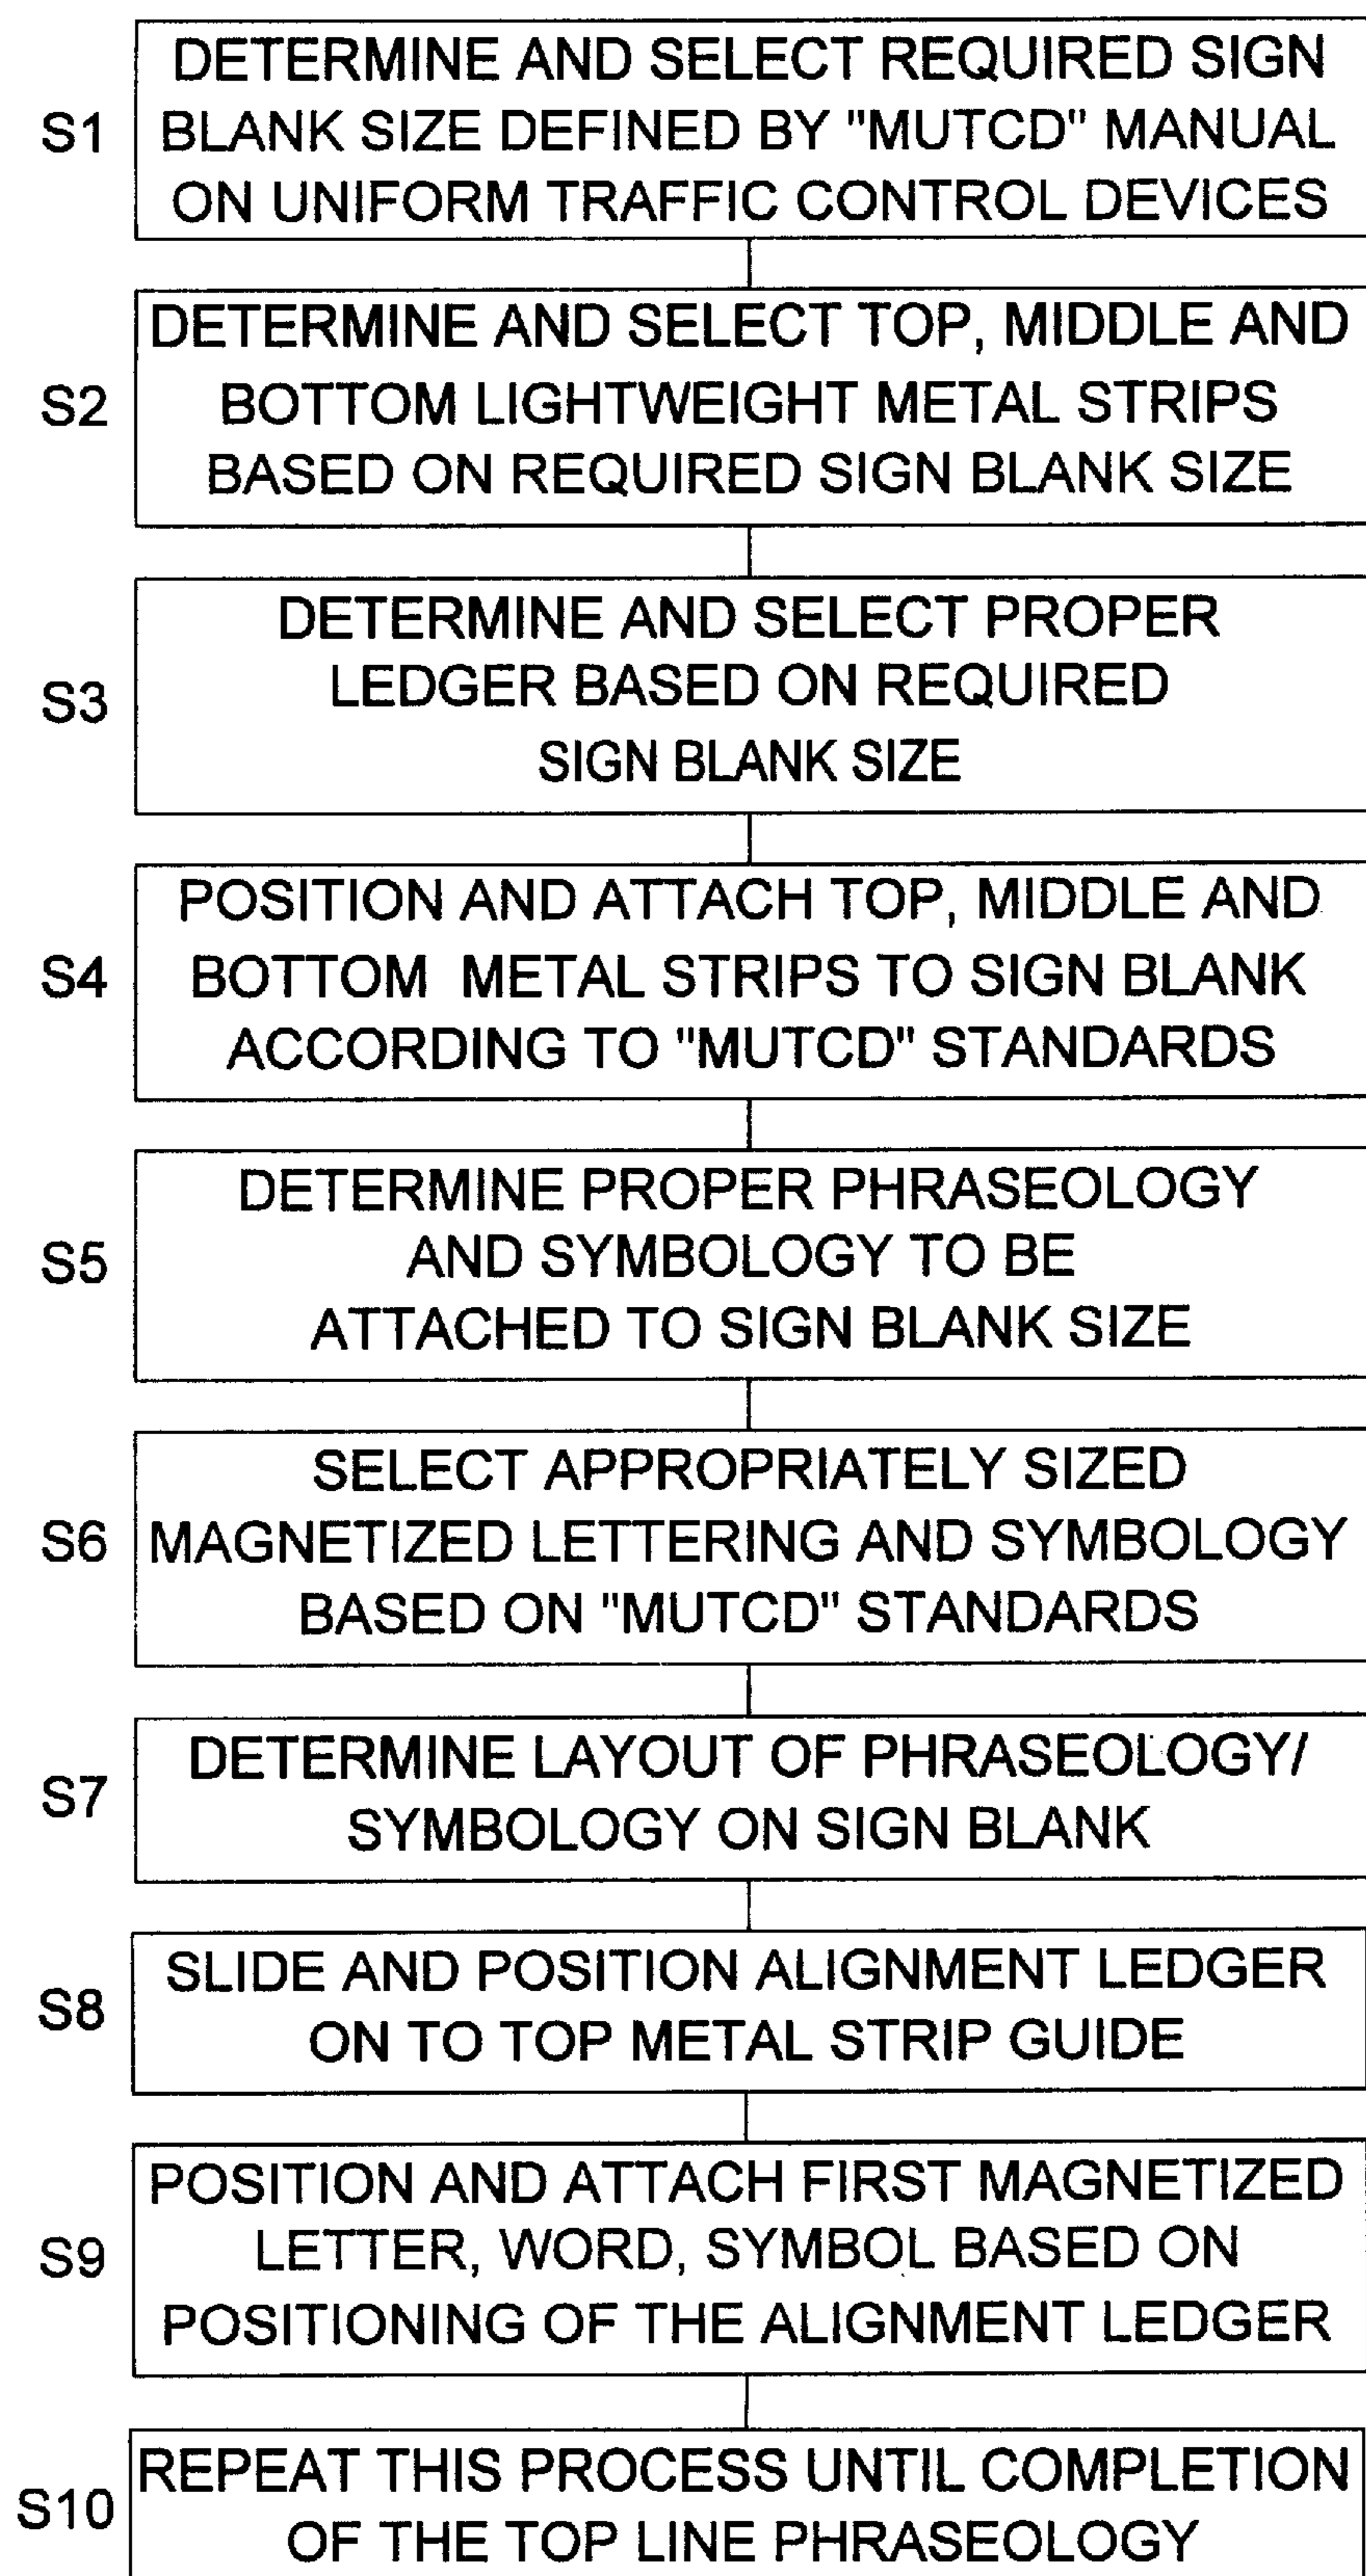 DETERMINE AND SELECT REQUIRED SIGN
S1 BLANK SIZE DEFINED BY "MUTCD" MANUAL
ON UNIFORM TRAFFIC CONTROL DEVICES
DETERMINE AND SELECT TOP, MIDDLE AND
S2 BOTTOM LIGHTWEIGHT METAL STRIPS
BASED ON REQUIRED SIGN BLANK SIZE
DETERMINE AND SELECT PROPER
S3 LEDGER BASED ON REQUIRED
SIGN BLANK SIZE
POSITION AND ATTACH TOP, MIDDLE AND
S4 BOTTOM METAL STRIPS TO SIGN BLANK
ACCORDING TO "MUTCD" STANDARDS
DETERMINE PROPER PHRASEOLOGY
S5 AND SYMBOLOGY TO BE
ATTACHED TO SIGN BLANK SIZE
SELECT APPROPRIATELY SIZED
S6 MAGNETIZED LETTERING AND SYMBOLOGY
BASED ON "MUTCD" STANDARDS
S7 DETERMINE LAYOUT OF PHRASEOLOGY/
SYMBOLOGY ON SIGN BLANK
S8 SLIDE AND POSITION ALIGNMENT LEDGER
ON TO TOP METAL STRIP GUIDE
POSITION AND ATTACH FIRST MAGNETIZED
S9 LETTER, WORD, SYMBOL BASED ON
POSITIONING OF THE ALIGNMENT LEDGER
S10 REPEAT THIS PROCESS UNTIL COMPLETION
OF THE TOP LINE PHRASEOLOGY